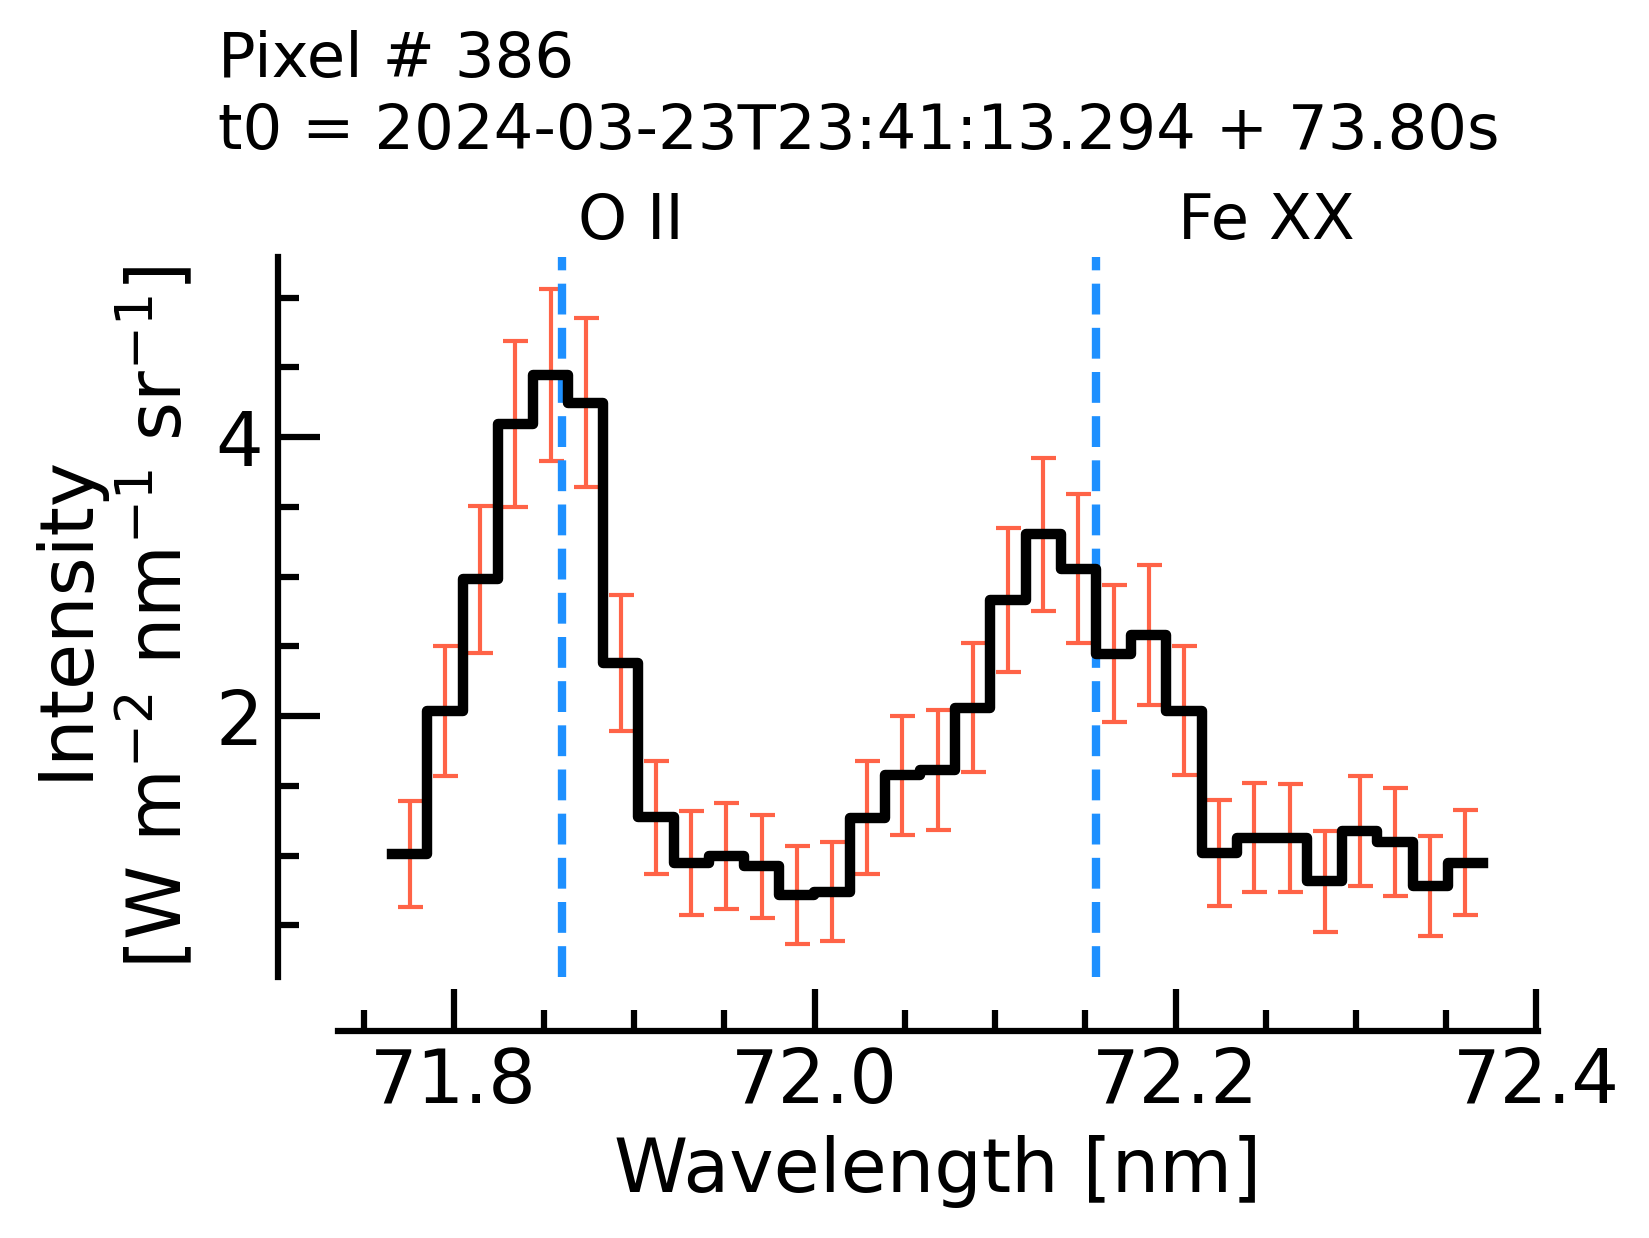 Pixel # 386
t0 = 2024-03-23T23:41:13.294 + 73.80s
O II
Fe XX
Intensity
[W m⁻² nm⁻¹ sr⁻¹]
4
2
71.8
72.0
72.2
72.4
Wavelength [nm]